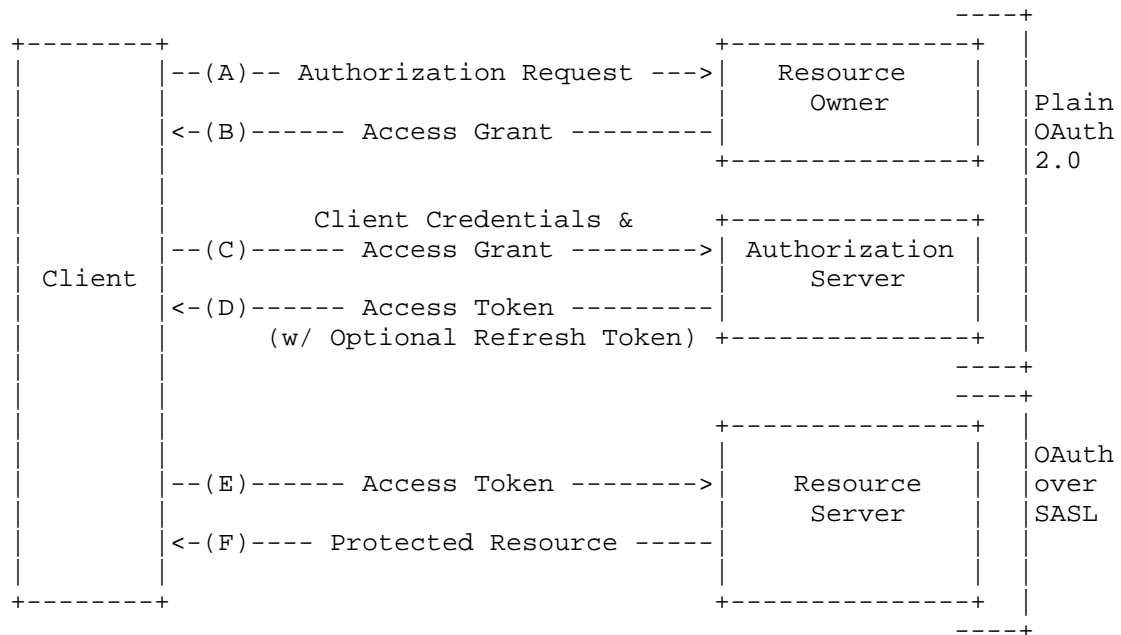 ----+
+--------+ +---------------+ |
| |--(A)-- Authorization Request --->| Resource | |
| | | Owner | |Plain
| |<-(B)------ Access Grant ---------| | |OAuth
| | +---------------+ |2.0
| | |
| | Client Credentials & +---------------+ |
| |--(C)------ Access Grant -------->| Authorization | |
| Client | | Server | |
| |<-(D)------ Access Token ---------| | |
| | (w/ Optional Refresh Token) +---------------+ |
| | ----+
| | ----+
| | +---------------+ |
| | | | |OAuth
| |--(E)------ Access Token -------->| Resource | |over
| | | Server | |SASL
| |<-(F)---- Protected Resource -----| | |
| | | | |
+--------+ +---------------+ |
----+